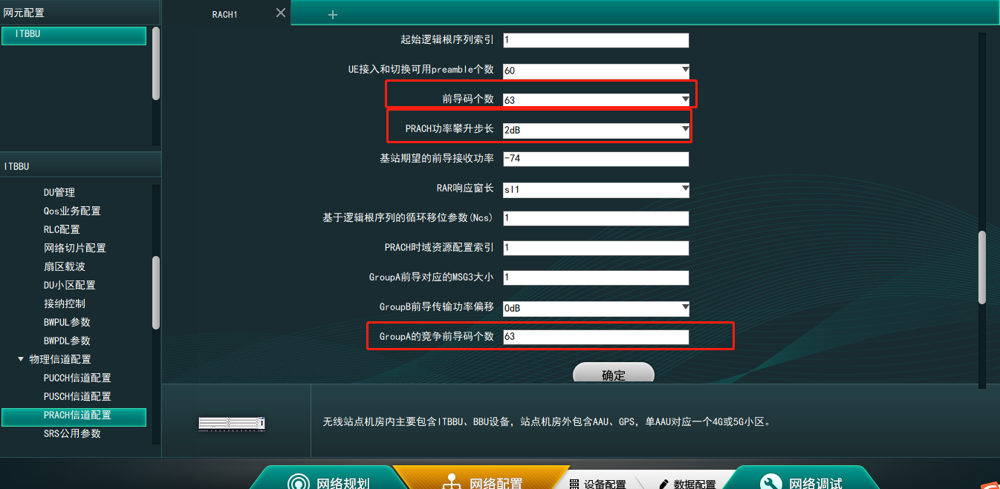 网元配置
RACH1
ITBBU
ITBBU
DU管理
Qos业务配置
RLC配置
网络切片配置
扇区载波
DU小区配置
接纳控制
BWPUL参数
BWPDL参数
物理信道配置
PUCCH信道配置
PUSCH信道配置
PRACH信道配置
SRS公用参数
起始逻辑根序列索引 1
UE接入和切换可用preamble个数 60
前导码个数 63
PRACH功率攀升步长 2dB
基站期望的前导接收功率 -74
RAR响应窗长 sl1
基于逻辑根序列的循环移位参数(Ncs) 1
PRACH时域资源配置索引 1
GroupA前导对应的MSG3大小 1
GroupB前导传输功率偏移 0dB
GroupA的竞争前导码个数 63
确定
无线站点机房内主要包含ITBBU、BBU设备，站点机房外包含AAU、GPS，单AAU对应一个4G或5G小区。
网络规划 网络配置 设备配置 数据配置 网络调试